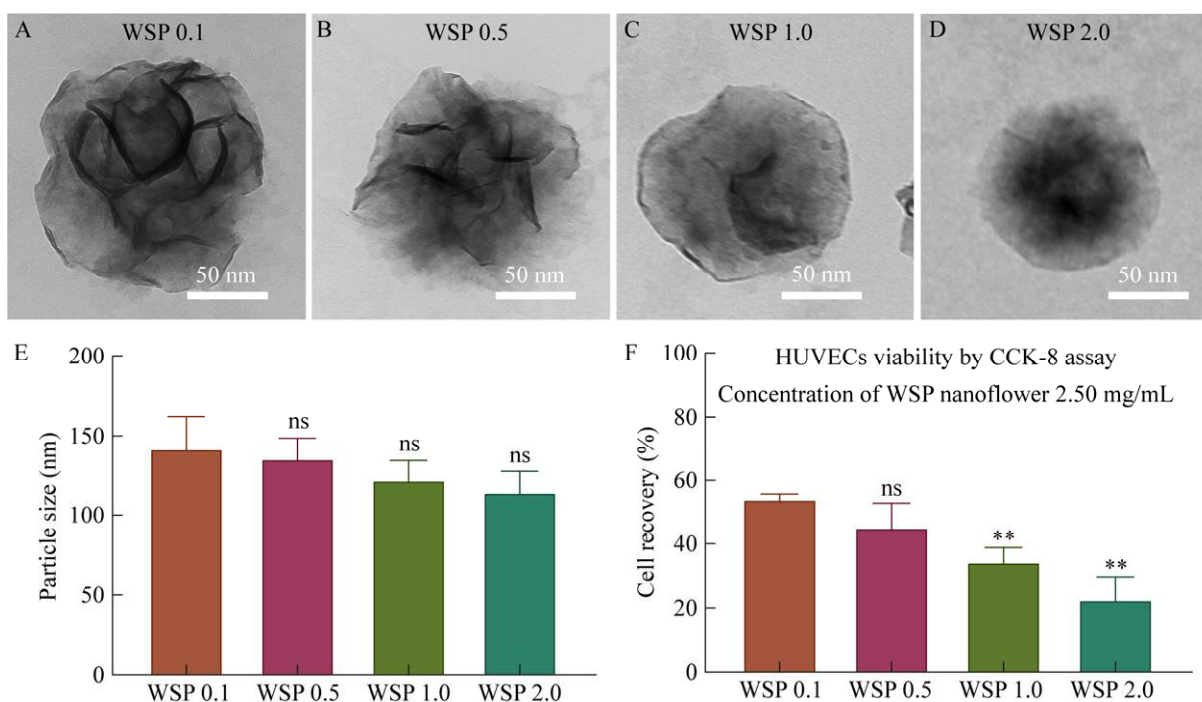 A WSP 0.1
50 nm
B WSP 0.5
50 nm
C WSP 1.0
50 nm
D WSP 2.0
50 nm
E
200
150
100
50
0
Particle size (nm)
ns
ns
ns
WSP 0.1 WSP 0.5 WSP 1.0 WSP 2.0
F
HUVECs viability by CCK-8 assay
Concentration of WSP nanoflower 2.50 mg/mL
100
80
60
40
20
0
Cell recovery (%)
ns
**
**
WSP 0.1 WSP 0.5 WSP 1.0 WSP 2.0